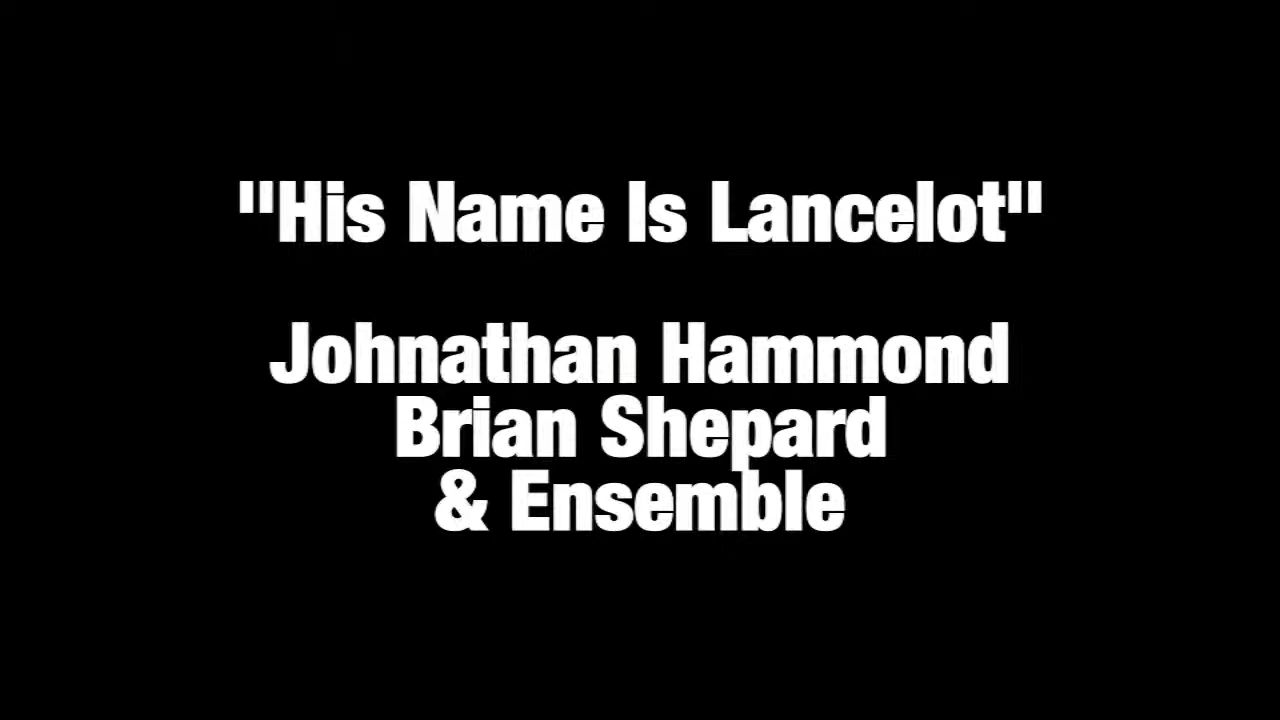 "His Name Is Lancelot"
Johnathan Hammond
Brian Shepard
& Ensemble